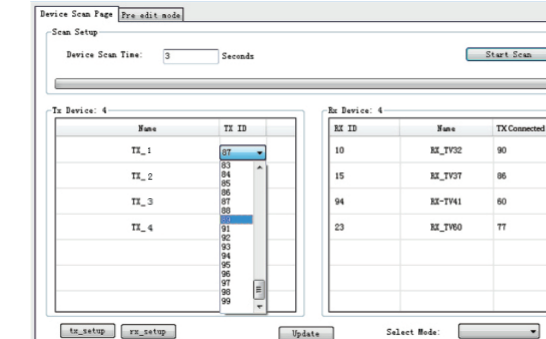 Device Scan Page Pre edit mode
Scan Setup
Device Scan Time: 3 Seconds Start Scan
Tx Device: 4 Rx Device: 4
Name TX ID RX ID Name TX Connected
TX_1 87 10 RX_TV32 90
TX_2 15 RX_TV37 86
TX_3 94 RX-TV41 60
TX_4 23 RX_TV60 77
83
84
85
86
87
88
91
92
93
94
95
96
97
98
99
tx_setup rx_setup Update Select Mode: